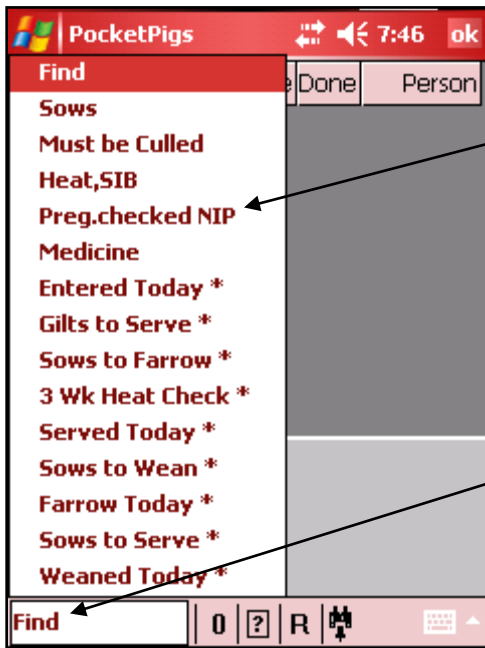 PocketPigs 7:46 ok
Find
Done Person
Sows
Must be Culled
Heat,SIB
Preg.checked NIP
Medicine
Entered Today *
Gilts to Serve *
Sows to Farrow *
3 Wk Heat Check *
Served Today *
Sows to Wean *
Farrow Today *
Sows to Serve *
Weaned Today *
Find 0 ? R